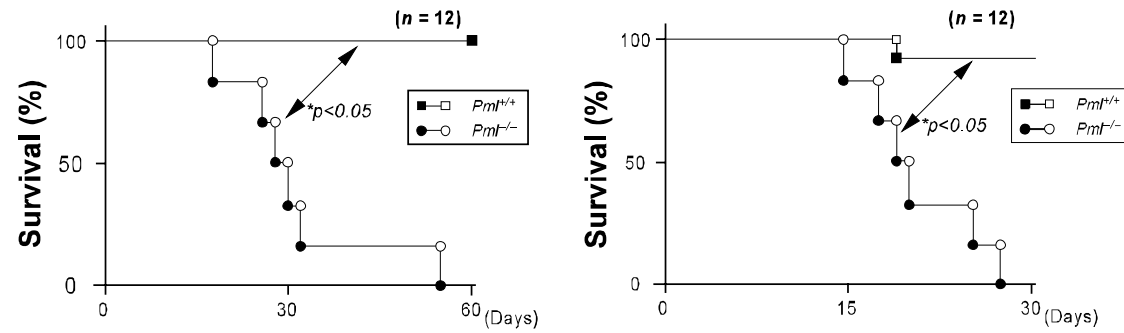 (n = 12)
100
50
0
Survival (%)
*p<0.05
Pml+/+
Pml−/−
0
30
60
(Days)
(n = 12)
100
50
0
Survival (%)
*p<0.05
Pml+/+
Pml−/−
0
15
30
(Days)